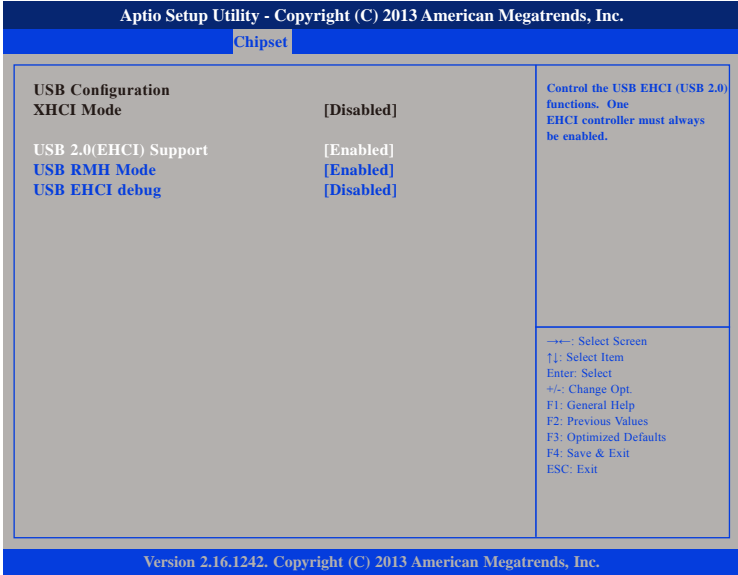 Aptio Setup Utility - Copyright (C) 2013 American Megatrends, Inc.
Chipset
USB Configuration
XHCI Mode [Disabled]
USB 2.0(EHCI) Support [Enabled]
USB RMH Mode [Enabled]
USB EHCI debug [Disabled]
Control the USB EHCI (USB 2.0)
functions. One
EHCI controller must always
be enabled.
→←: Select Screen
↑↓: Select Item
Enter: Select
+/-: Change Opt.
F1: General Help
F2: Previous Values
F3: Optimized Defaults
F4: Save & Exit
ESC: Exit
Version 2.16.1242. Copyright (C) 2013 American Megatrends, Inc.